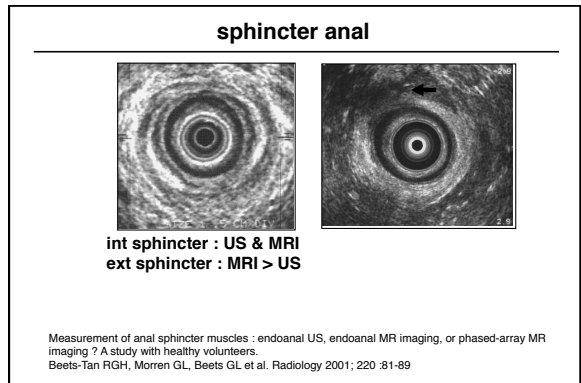 sphincter anal
int sphincter : US & MRI
ext sphincter : MRI > US
Measurement of anal sphincter muscles : endoanal US, endoanal MR imaging, or phased-array MR
imaging ? A study with healthy volunteers.
Beets-Tan RGH, Morren GL, Beets GL et al. Radiology 2001; 220 :81-89